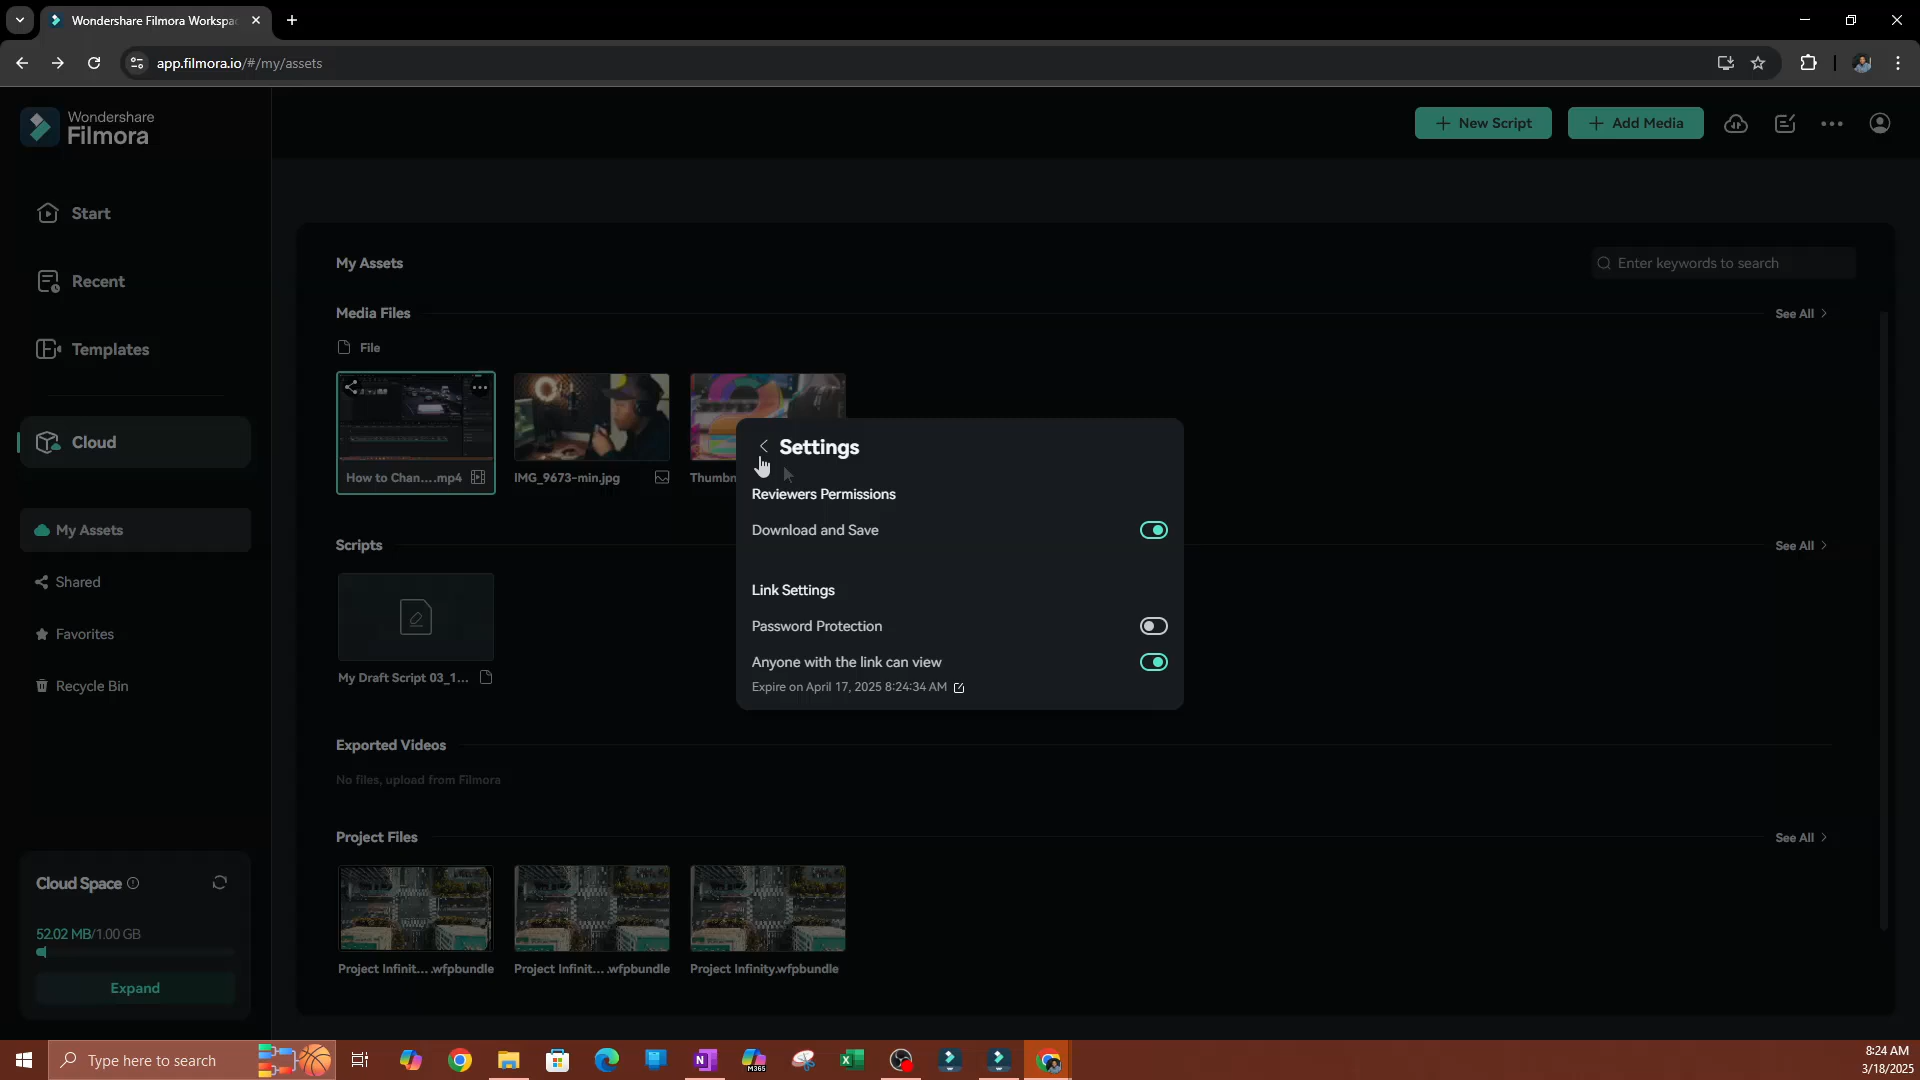 Wondershare Filmora Workspa
app.filmora.io/#/my/assets
Wondershare
Filmora
New Script
Add Media
Start
Recent
Templates
Cloud
My Assets
Shared
Favorites
Recycle Bin
Cloud Space
52.02 MB/1.00 GB
Expand
My Assets
Enter keywords to search
Media Files
See All
File
How to Chan....mp4
IMG_9673-min.jpg
Thumbn
Scripts
See All
My Draft Script 03_1...
Exported Videos
No files, upload from Filmora
Project Files
See All
Project Infinit... .wfpbundle
Project Infinit... .wfpbundle
Project Infinity.wfpbundle
Settings
Reviewers Permissions
Download and Save
Link Settings
Password Protection
Anyone with the link can view
Expire on April 17, 2025 8:24:34 AM
Type here to search
M365
8:24 AM
3/18/2025